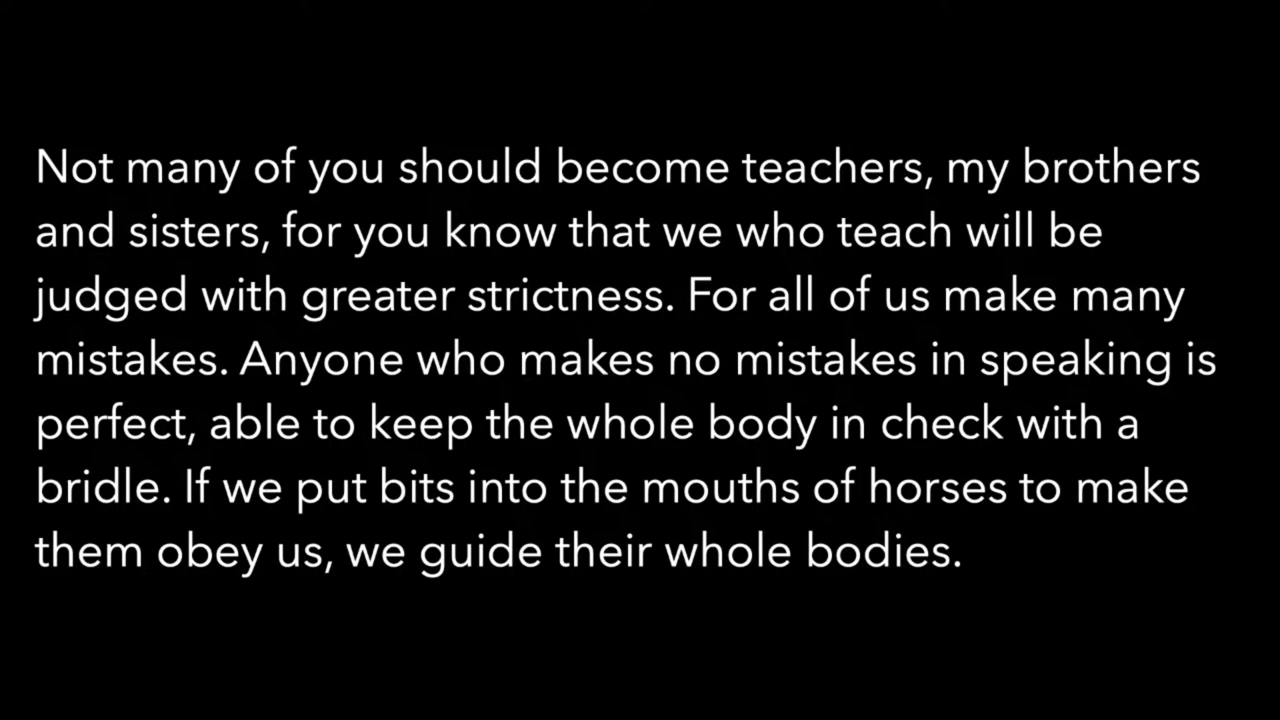 Not many of you should become teachers, my brothers
and sisters, for you know that we who teach will be
judged with greater strictness. For all of us make many
mistakes. Anyone who makes no mistakes in speaking is
perfect, able to keep the whole body in check with a
bridle. If we put bits into the mouths of horses to make
them obey us, we guide their whole bodies.